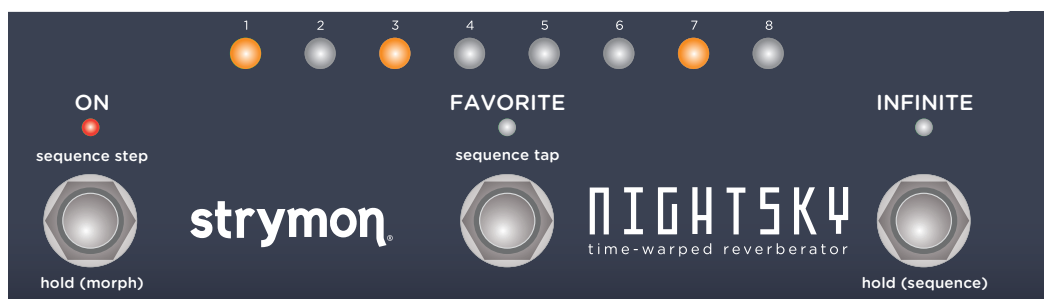 1 2 3 4 5 6 7 8
ON FAVORITE INFINITE
sequence step sequence tap
strymon® NIGHTSKY
time-warped reverberator
hold (morph) hold (sequence)